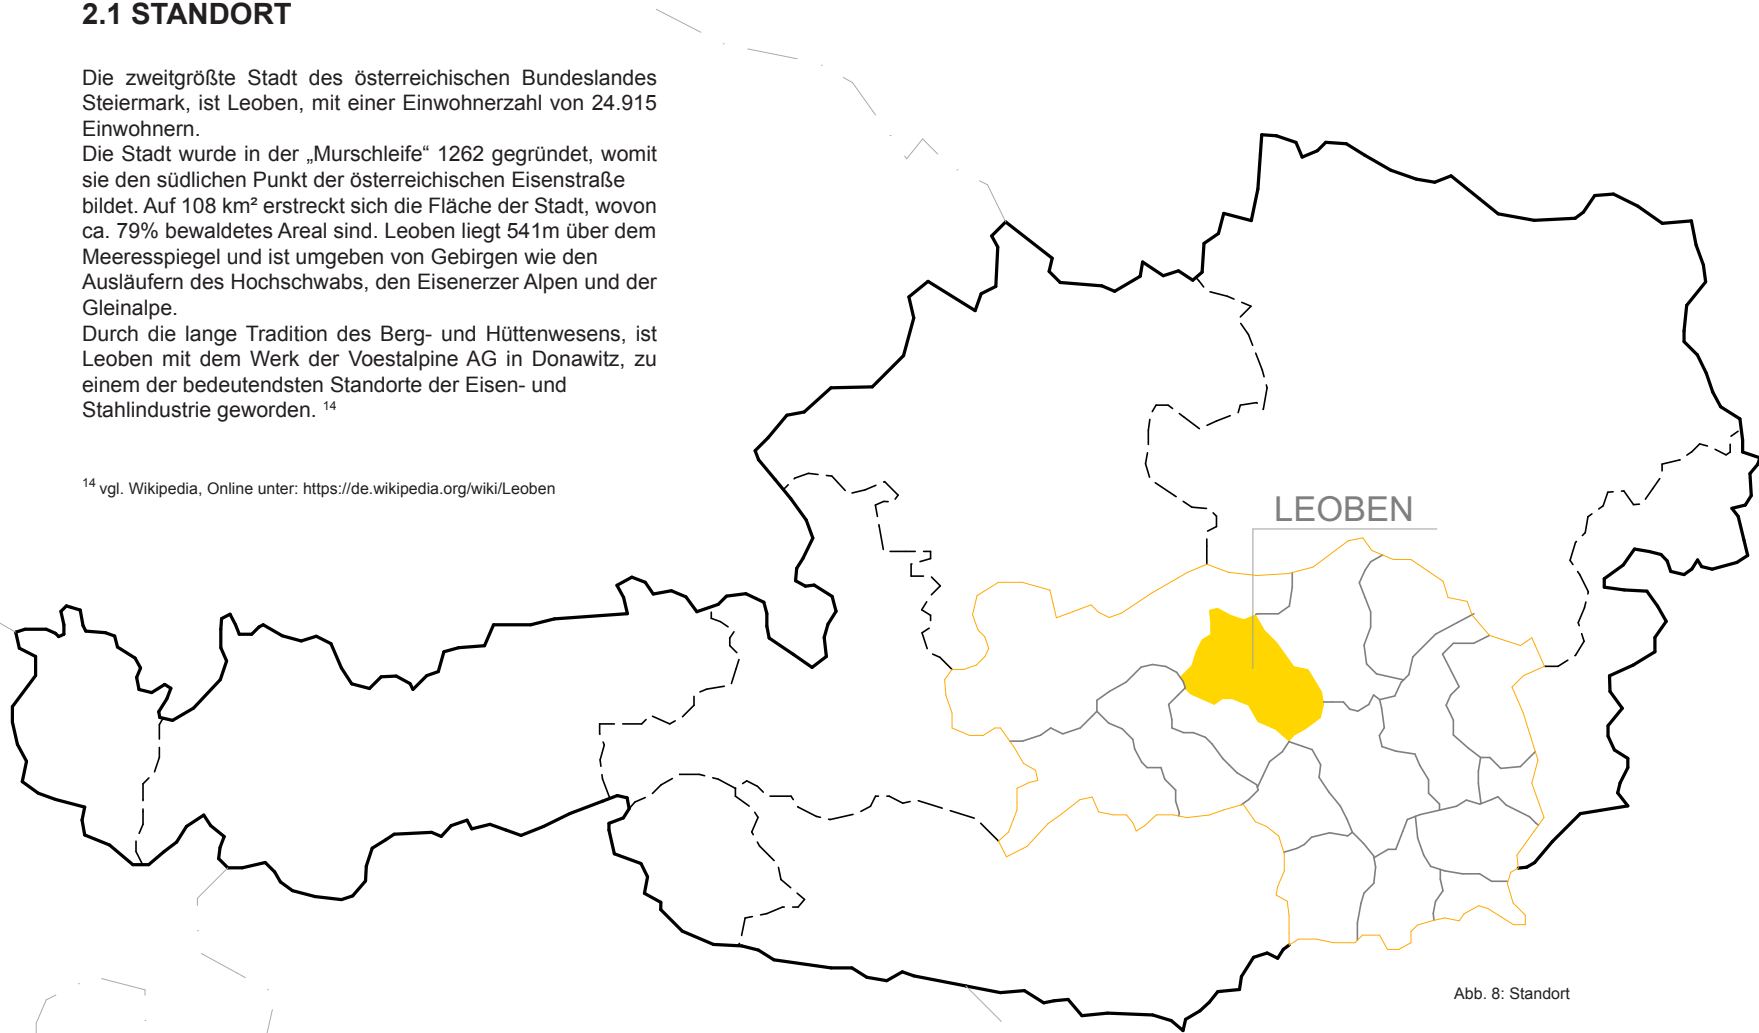 2.1 STANDORT
Die zweitgrößte Stadt des österreichischen Bundeslandes
Steiermark, ist Leoben, mit einer Einwohnerzahl von 24.915
Einwohnern.
Die Stadt wurde in der „Murschleife“ 1262 gegründet, womit
sie den südlichen Punkt der österreichischen Eisenstraße
bildet. Auf 108 km² erstreckt sich die Fläche der Stadt, wovon
ca. 79% bewaldetes Areal sind. Leoben liegt 541m über dem
Meeresspiegel und ist umgeben von Gebirgen wie den
Ausläufern des Hochschwabs, den Eisenerzer Alpen und der
Gleinalpe.
Durch die lange Tradition des Berg- und Hüttenwesens, ist
Leoben mit dem Werk der Voestalpine AG in Donawitz, zu
einem der bedeutendsten Standorte der Eisen- und
Stahlindustrie geworden. 14
14 vgl. Wikipedia, Online unter: https://de.wikipedia.org/wiki/Leoben
LEOBEN
Abb. 8: Standort